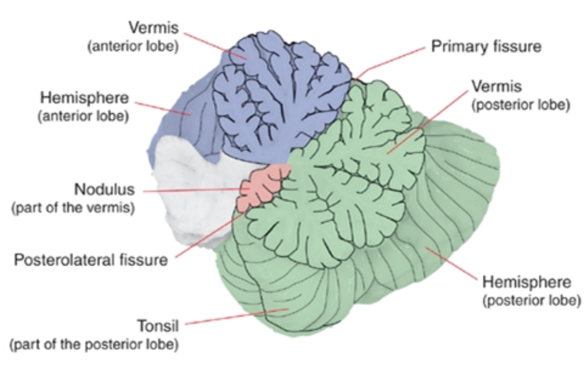 Vermis
(anterior lobe)
Primary fissure
Hemisphere
(anterior lobe)
Vermis
(posterior lobe)
Nodulus
(part of the vermis)
Posterolateral fissure
Hemisphere
(posterior lobe)
Tonsil
(part of the posterior lobe)